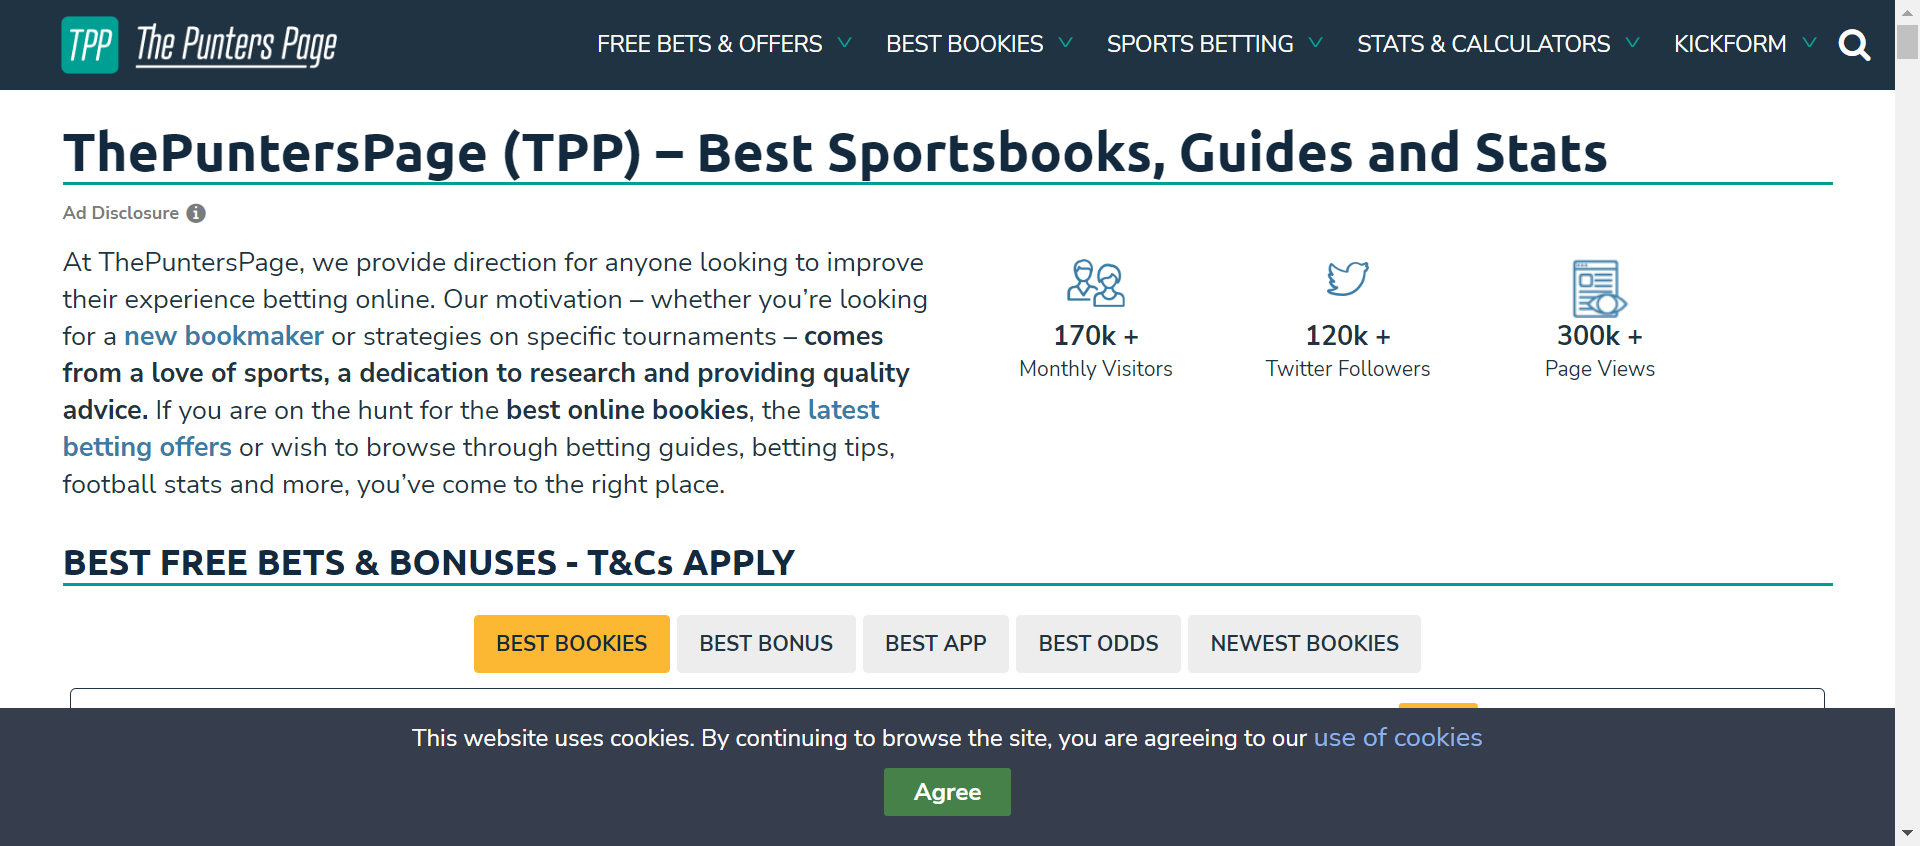 TPP The Punters Page
FREE BETS & OFFERS BEST BOOKIES SPORTS BETTING STATS & CALCULATORS KICKFORM
ThePuntersPage (TPP) – Best Sportsbooks, Guides and Stats
Ad Disclosure
At ThePuntersPage, we provide direction for anyone looking to improve
their experience betting online. Our motivation – whether you’re looking
for a new bookmaker or strategies on specific tournaments – comes
from a love of sports, a dedication to research and providing quality
advice. If you are on the hunt for the best online bookies, the latest
betting offers or wish to browse through betting guides, betting tips,
football stats and more, you’ve come to the right place.
170k +
Monthly Visitors
120k +
Twitter Followers
300k +
Page Views
BEST FREE BETS & BONUSES - T&Cs APPLY
BEST BOOKIES BEST BONUS BEST APP BEST ODDS NEWEST BOOKIES
This website uses cookies. By continuing to browse the site, you are agreeing to our use of cookies
Agree